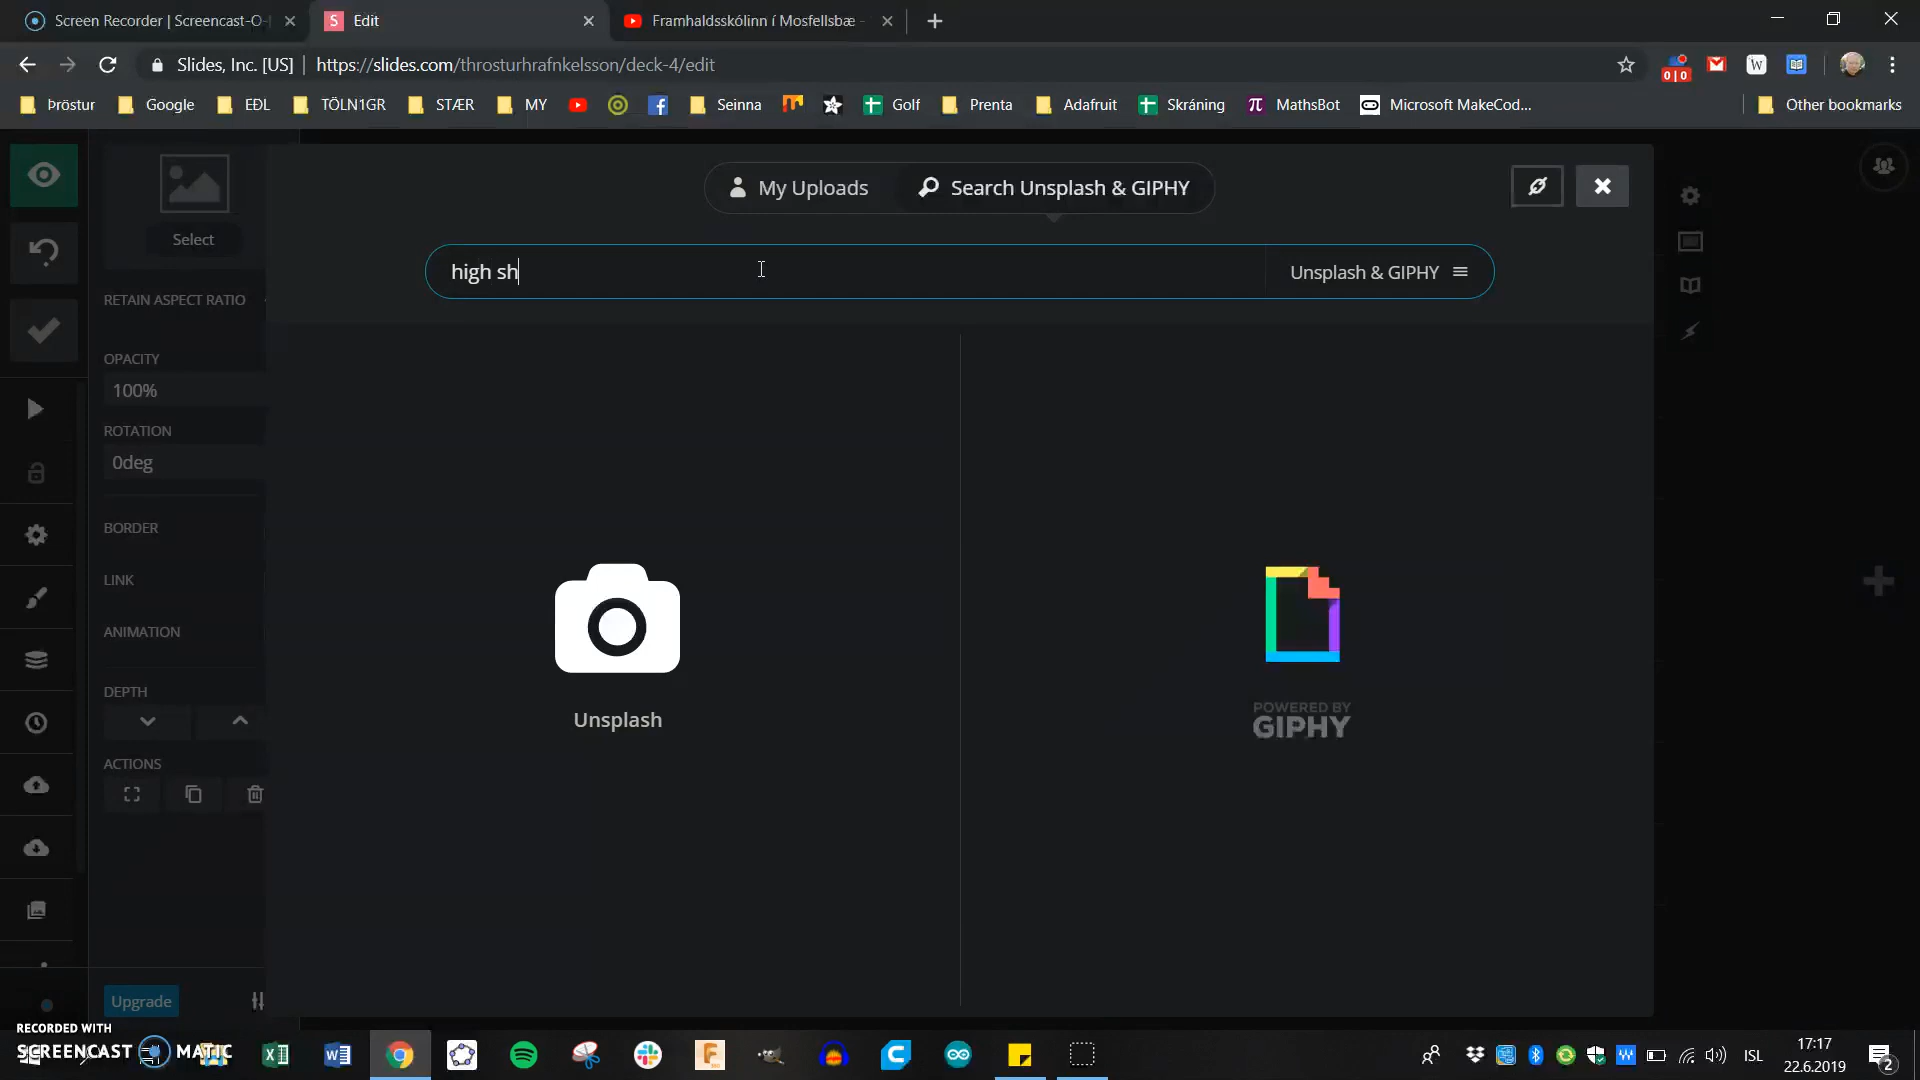 Screen Recorder | Screencast-O-
Edit
Framhaldsskólinn í Mosfellsbæ -
Slides, Inc. [US] | https://slides.com/throsturhrafnkelsson/deck-4/edit
0|0
W
Þröstur
Google
EÐL
TÖLN1GR
STÆR
MY
Seinna
Golf
Prenta
Adafruit
Skráning
MathsBot
Microsoft MakeCod...
Other bookmarks
My Uploads
Search Unsplash & GIPHY
Select
high sh
Unsplash & GIPHY
RETAIN ASPECT RATIO
OPACITY
100%
ROTATION
0deg
BORDER
LINK
ANIMATION
DEPTH
ACTIONS
Unsplash
POWERED BY
GIPHY
Upgrade
RECORDED WITH
SCREENCAST MATIC
ISL
17:17
22.6.2019
2